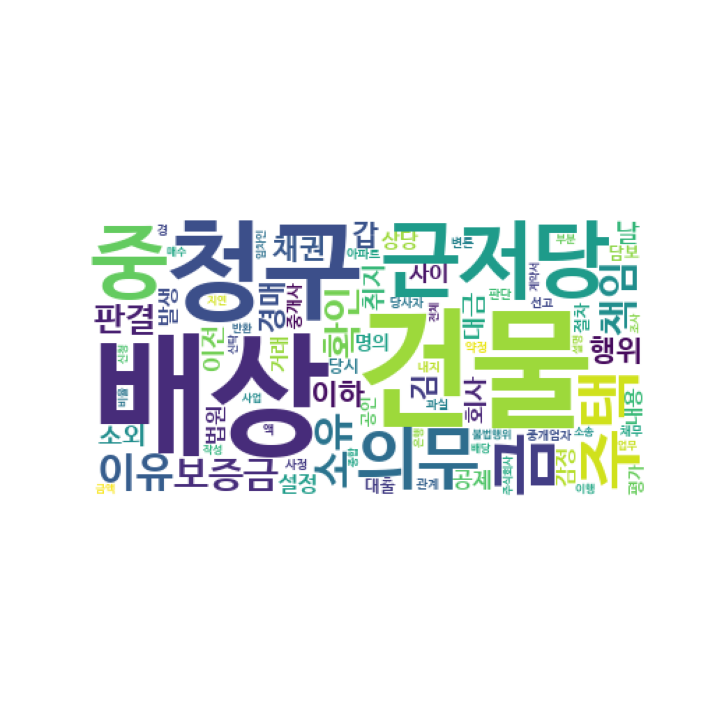 중
청구
근저당
배상
건물
의무
금
주택
책임
행위
판결
발생
경매
중개사
채권
갑
상당
취지
확인
사이
대금
절차
담보
변론
부분
아파트
임차인
매수
지연
이전
거래
반환
신탁
신청
비율
사업
법원
이하
명의
당시
당사자
전체
선고
계약서
약정
설명
조사
김
회사
내지
과실
공인
소유
소외
이유
보증금
설정
사정
작성
종합
대출
관계
공제
은행
배당
불법행위
중개업자
소송
주식회사
감정
이행
내용
평가
채무
업무
금액
액